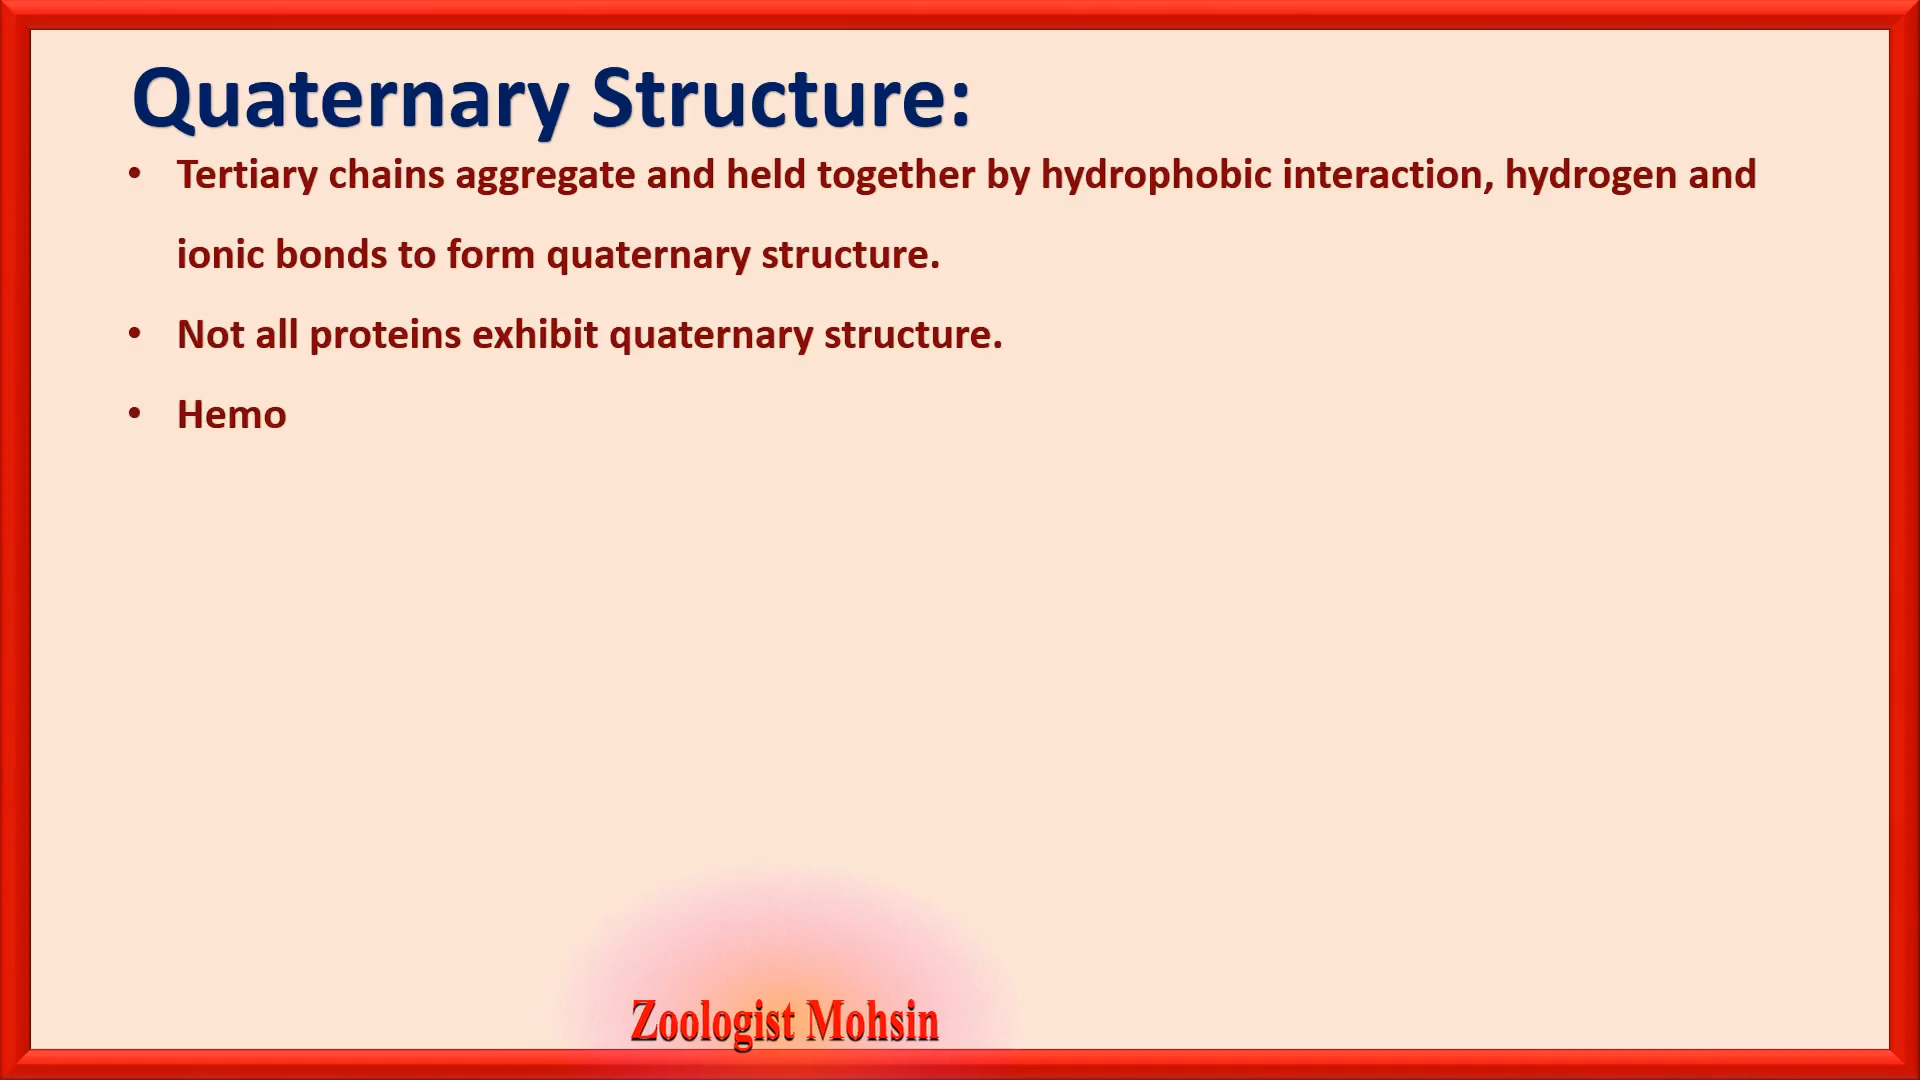 Quaternary Structure:
• Tertiary chains aggregate and held together by hydrophobic interaction, hydrogen and
ionic bonds to form quaternary structure.
• Not all proteins exhibit quaternary structure.
• Hemo
Zoologist Mohsin